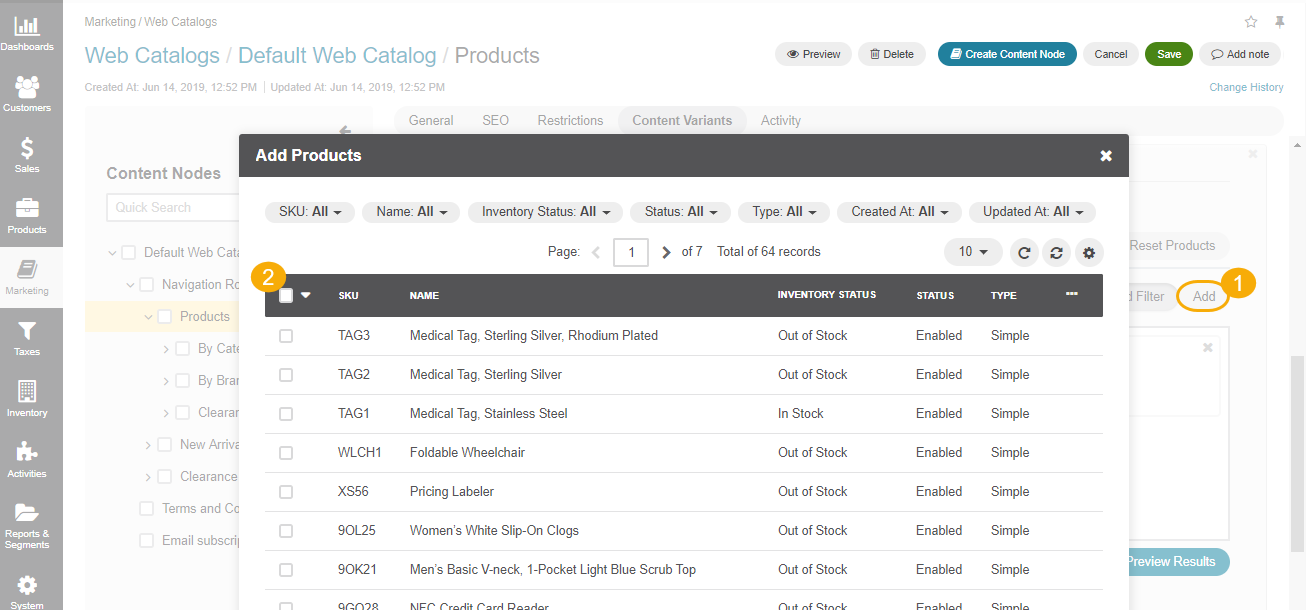 Dashboards
Customers
Sales
Products
Marketing
Taxes
Inventory
Activities
Reports &
Segments
System
Marketing / Web Catalogs
Web Catalogs / Default Web Catalog / Products
Preview
Delete
Create Content Node
Cancel
Save
Add note
Created At: Jun 14, 2019, 12:52 PM | Updated At: Jun 14, 2019, 12:52 PM
Change History
General SEO Restrictions Content Variants Activity
Content Nodes
Quick Search
Default Web Cata
Navigation Ro
Products
By Cate
By Bran
Clearan
New Arriva
Clearance
Terms and Co
Email subscrip
Reset Products
d Filter
Add
1
Preview Results
Add Products
SKU: All Name: All Inventory Status: All Status: All Type: All Created At: All Updated At: All
Page: 1 of 7 Total of 64 records 10
2
SKU NAME INVENTORY STATUS STATUS TYPE
TAG3 Medical Tag, Sterling Silver, Rhodium Plated Out of Stock Enabled Simple
TAG2 Medical Tag, Sterling Silver Out of Stock Enabled Simple
TAG1 Medical Tag, Stainless Steel In Stock Enabled Simple
WLCH1 Foldable Wheelchair Out of Stock Enabled Simple
XS56 Pricing Labeler Out of Stock Enabled Simple
9OL25 Women's White Slip-On Clogs Out of Stock Enabled Simple
9OK21 Men's Basic V-neck, 1-Pocket Light Blue Scrub Top Out of Stock Enabled Simple
9GO28 NEC Credit Card Reader Out of Stock Enabled Simple